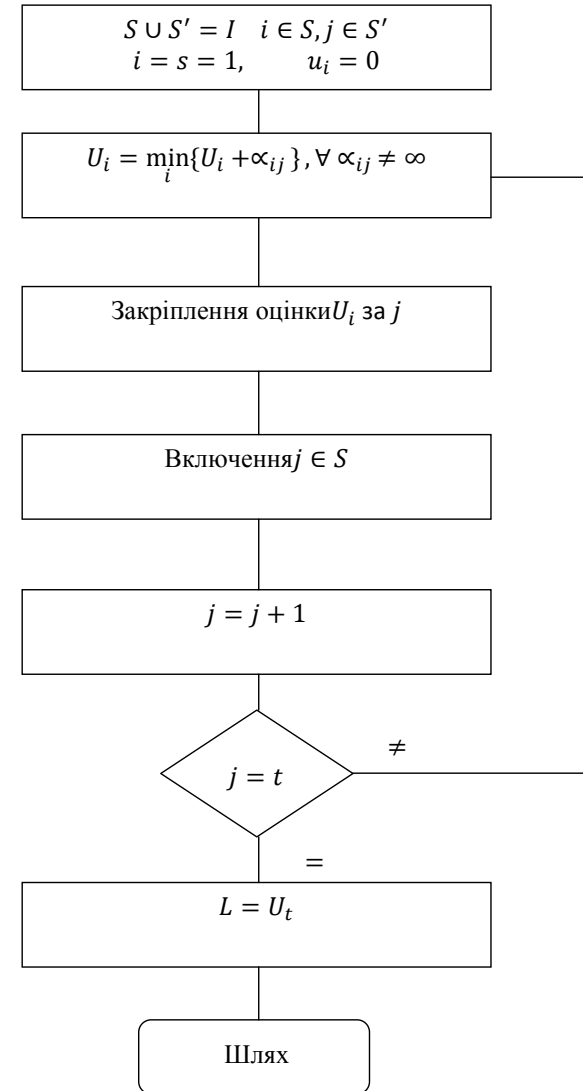 S ∪ S′ = I i ∈ S, j ∈ S′
i = s = 1, u_i = 0
U_i = min_i{U_i +∝_ij}, ∀ ∝_ij ≠ ∞
Закріплення оцінкиU_i за j
Включенняj ∈ S
j = j + 1
≠
j = t
=
L = U_t
Шлях